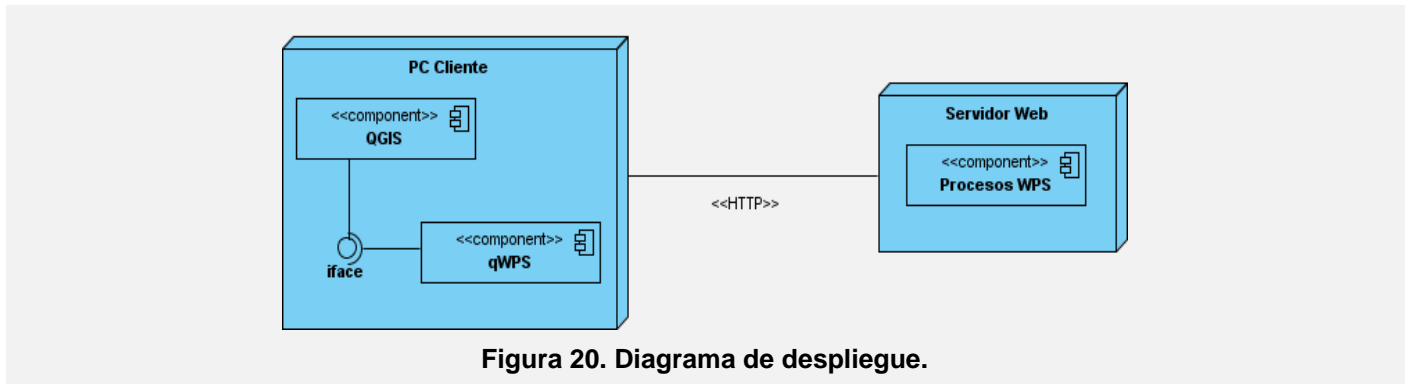 PC Cliente
<<component>>
QGIS
iface
<<component>>
qWPS
<<HTTP>>
Servidor Web
<<component>>
Procesos WPS
Figura 20. Diagrama de despliegue.